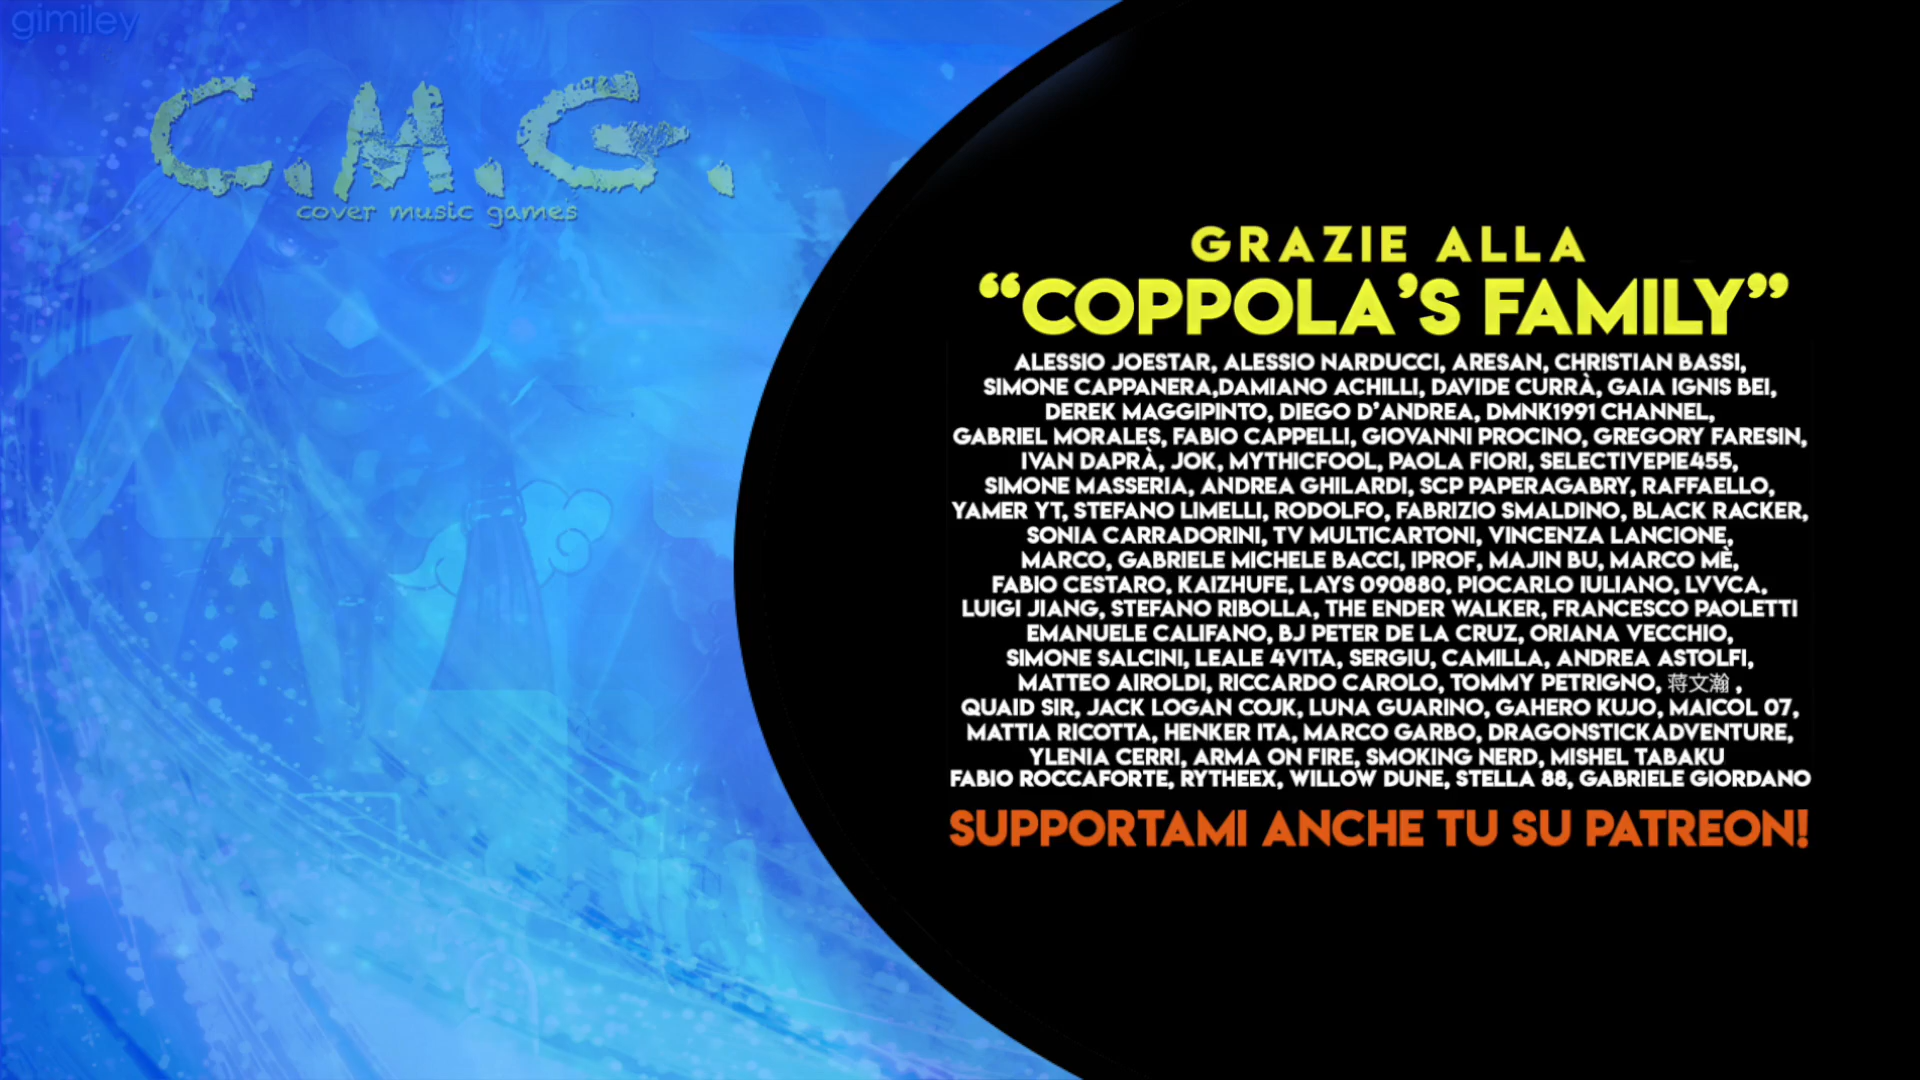 gimiley
C.M.G.
cover music games
GRAZIE ALLA
“COPPOLA’S FAMILY”
ALESSIO JOESTAR, ALESSIO NARDUCCI, ARESAN, CHRISTIAN BASSI,
SIMONE CAPPANERA,DAMIANO ACHILLI, DAVIDE CURRÀ, GAIA IGNIS BEI,
DEREK MAGGIPINTO, DIEGO D’ANDREA, DMNK1991 CHANNEL,
GABRIEL MORALES, FABIO CAPPELLI, GIOVANNI PROCINO, GREGORY FARESIN,
IVAN DAPRÀ, JOK, MYTHICFOOL, PAOLA FIORI, SELECTIVEPIE455,
SIMONE MASSERIA, ANDREA GHILARDI, SCP PAPERAGABRY, RAFFAELLO,
YAMER YT, STEFANO LIMELLI, RODOLFO, FABRIZIO SMALDINO, BLACK RACKER,
SONIA CARRADORINI, TV MULTICARTONI, VINCENZA LANCIONE,
MARCO, GABRIELE MICHELE BACCI, IPROF, MAJIN BU, MARCO MÈ,
FABIO CESTARO, KAIZHUFE, LAYS 090880, PIOCARLO IULIANO, LVVCA,
LUIGI JIANG, STEFANO RIBOLLA, THE ENDER WALKER, FRANCESCO PAOLETTI
EMANUELE CALIFANO, BJ PETER DE LA CRUZ, ORIANA VECCHIO,
SIMONE SALCINI, LEALE 4VITA, SERGIU, CAMILLA, ANDREA ASTOLFI,
MATTEO AIROLDI, RICCARDO CAROLO, TOMMY PETRIGNO, 蒋文瀚 ,
QUAID SIR, JACK LOGAN COJK, LUNA GUARINO, GAHERO KUJO, MAICOL 07,
MATTIA RICOTTA, HENKER ITA, MARCO GARBO, DRAGONSTICKADVENTURE,
YLENIA CERRI, ARMA ON FIRE, SMOKING NERD, MISHEL TABAKU
FABIO ROCCAFORTE, RYTHEEX, WILLOW DUNE, STELLA 88, GABRIELE GIORDANO
SUPPORTAMI ANCHE TU SU PATREON!